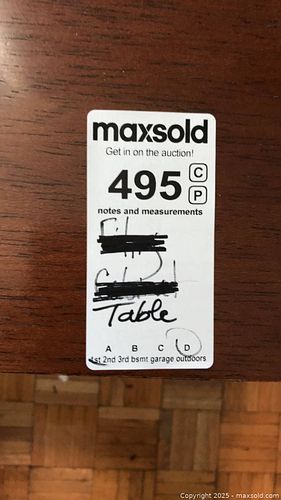 maxsold
Get in on the auction!
495
C
P
notes and measurements
Table
A B C D
1st 2nd 3rd bsmt garage outdoors
Copyright 2025 - maxsold.com